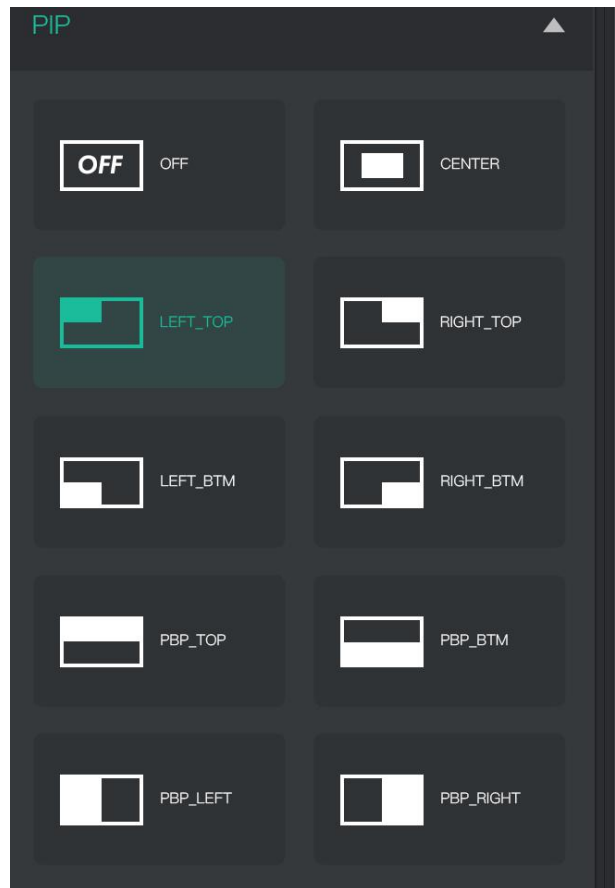 PIP
OFF OFF
CENTER
LEFT_TOP
RIGHT_TOP
LEFT_BTM
RIGHT_BTM
PBP_TOP
PBP_BTM
PBP_LEFT
PBP_RIGHT